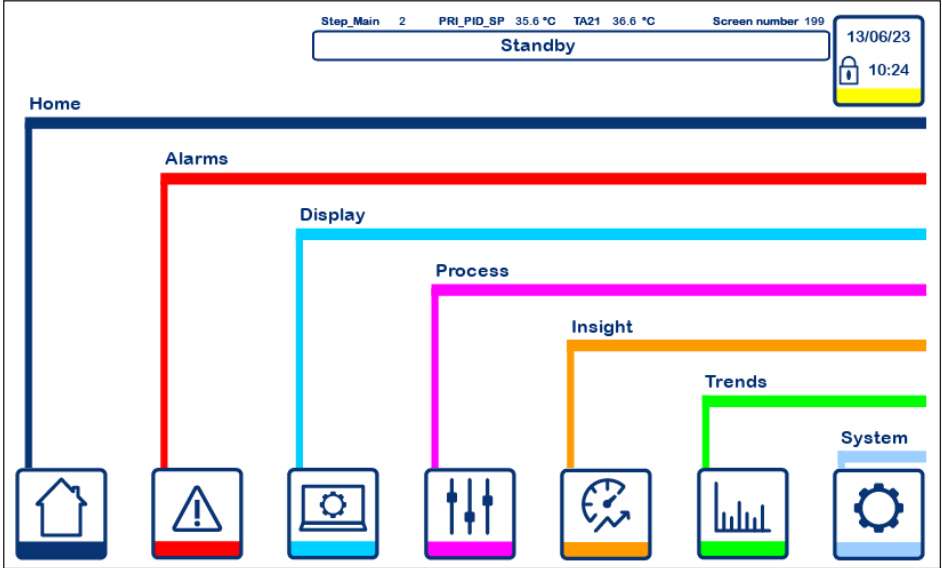 Step_Main 2 PRI_PID_SP 35.6 °C TA21 36.6 °C Screen number 199
Standby
13/06/23
10:24
Home
Alarms
Display
Process
Insight
Trends
System